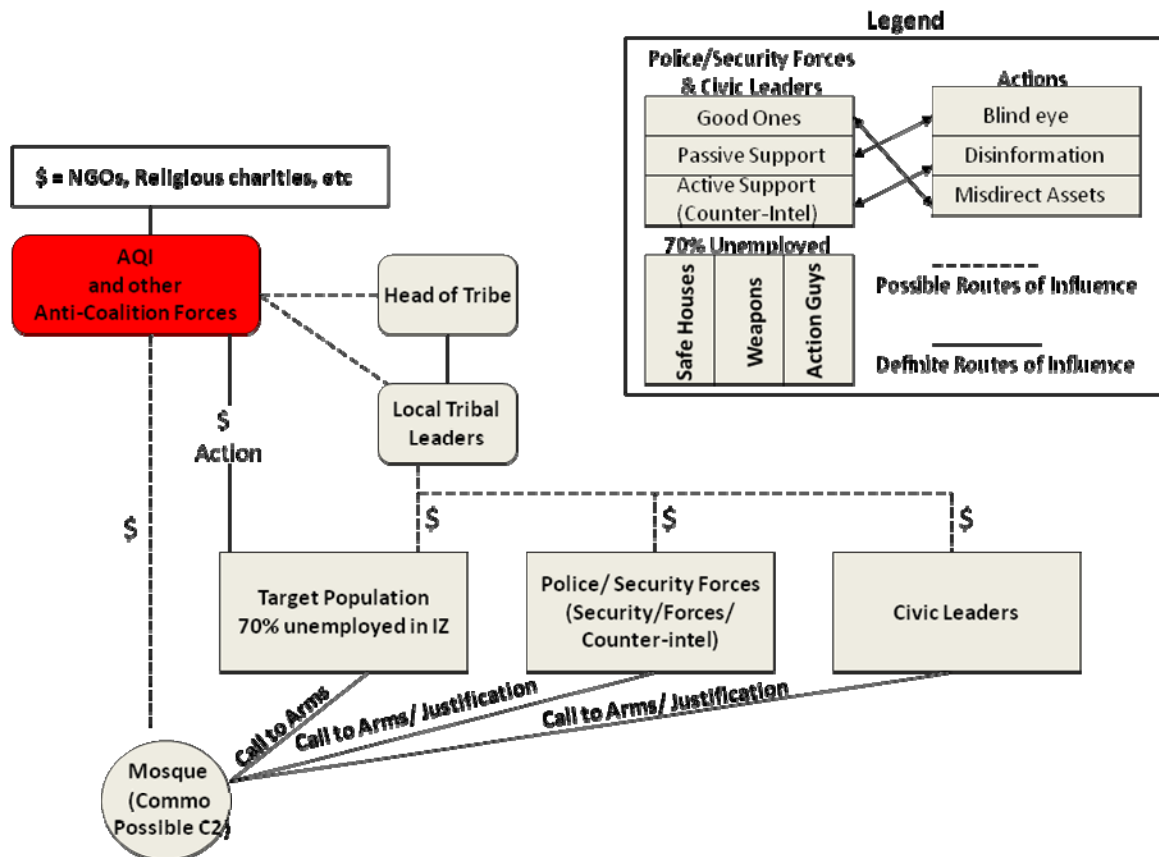 Legend
Police/Security Forces
& Civic Leaders
Actions
Good Ones
Passive Support
Active Support
(Counter-Intel)
Blind eye
Disinformation
Misdirect Assets
70% Unemployed
Safe Houses
Weapons
Action Guys
Possible Routes of Influence
Definite Routes of Influence
$ = NGOs, Religious charities, etc
AQI
and other
Anti-Coalition Forces
Head of Tribe
Local Tribal
Leaders
$
Action
$
$
$
$
Target Population
70% unemployed in IZ
Police/ Security Forces
(Security/Forces/
Counter-intel)
Civic Leaders
Call to Arms
Call to Arms/ Justification
Call to Arms/ Justification
Mosque
(Commo
Possible C2)